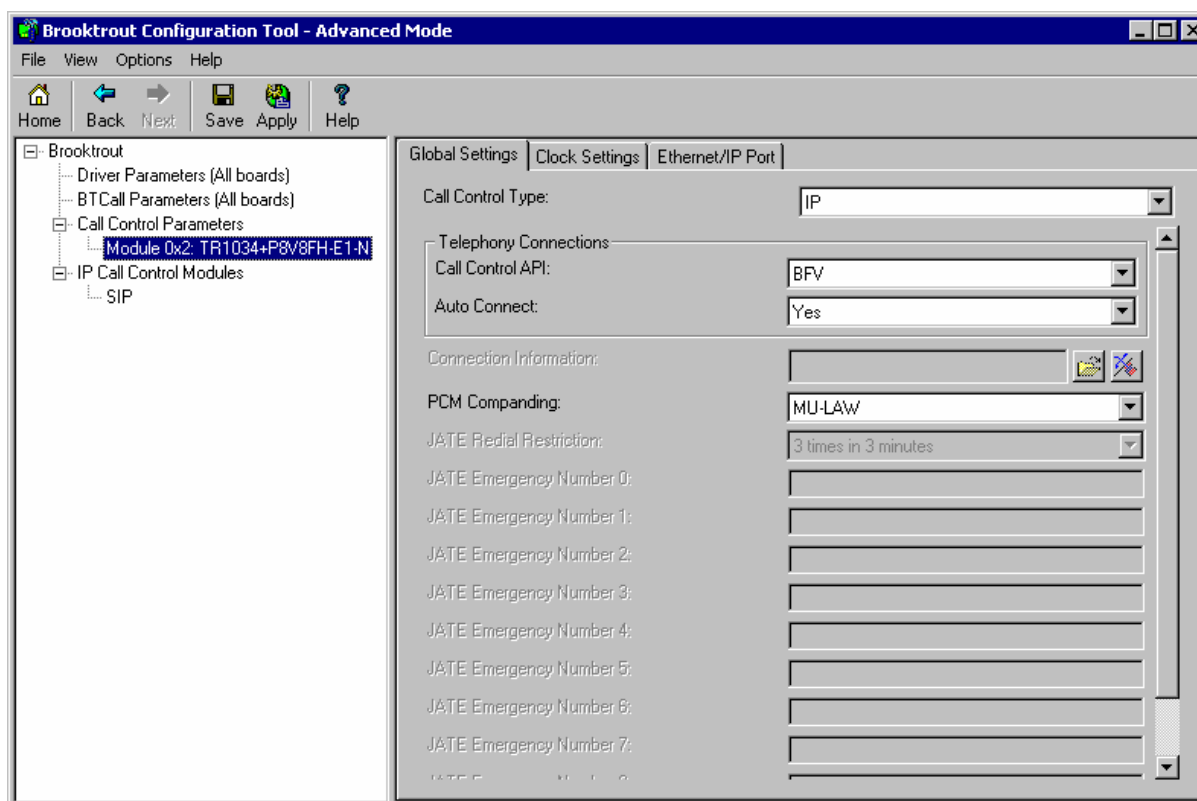 Brooktrout Configuration Tool - Advanced Mode
File View Options Help
Home Back Next Save Apply Help
Brooktrout
Driver Parameters (All boards)
BTCall Parameters (All boards)
Call Control Parameters
Module 0x2: TR1034+P8V8FH-E1-N
IP Call Control Modules
SIP
Global Settings Clock Settings Ethernet/IP Port
Call Control Type: IP
Telephony Connections
Call Control API: BFV
Auto Connect: Yes
Connection Information:
PCM Companding: MU-LAW
JATE Redial Restriction: 3 times in 3 minutes
JATE Emergency Number 0:
JATE Emergency Number 1:
JATE Emergency Number 2:
JATE Emergency Number 3:
JATE Emergency Number 4:
JATE Emergency Number 5:
JATE Emergency Number 6:
JATE Emergency Number 7: